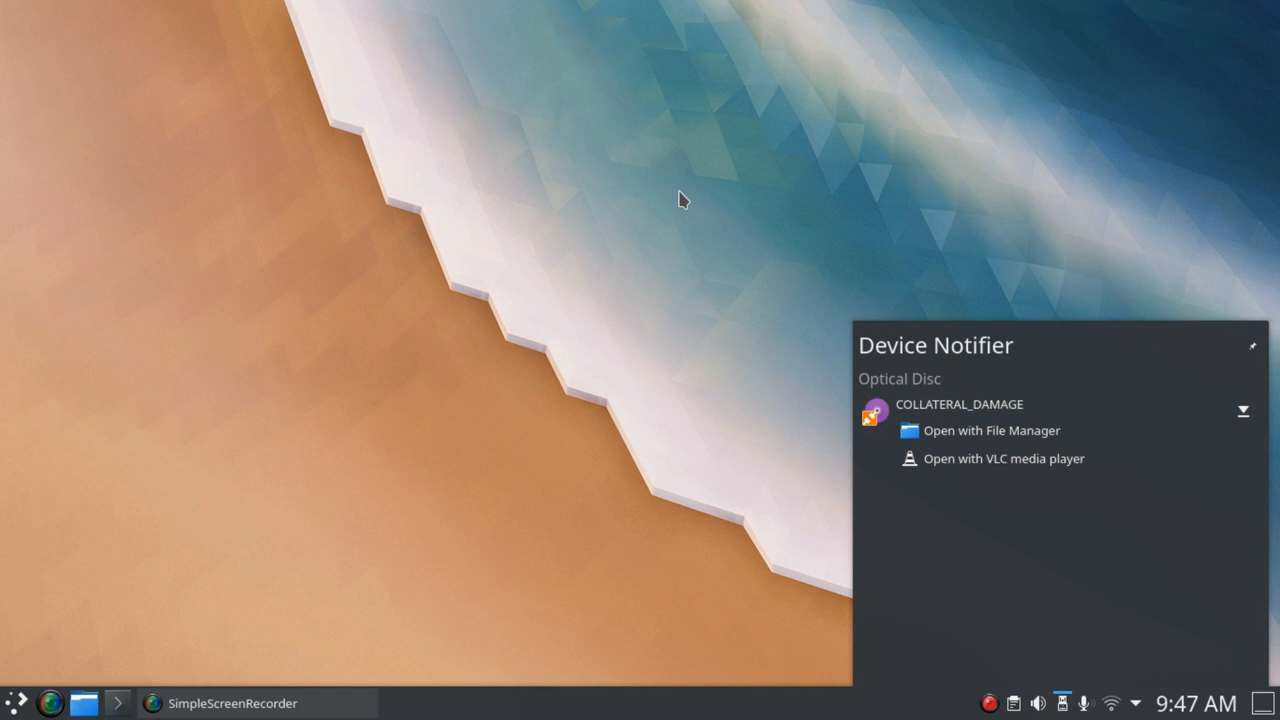 Device Notifier
Optical Disc
COLLATERAL_DAMAGE
Open with File Manager
Open with VLC media player
SimpleScreenRecorder
9:47 AM